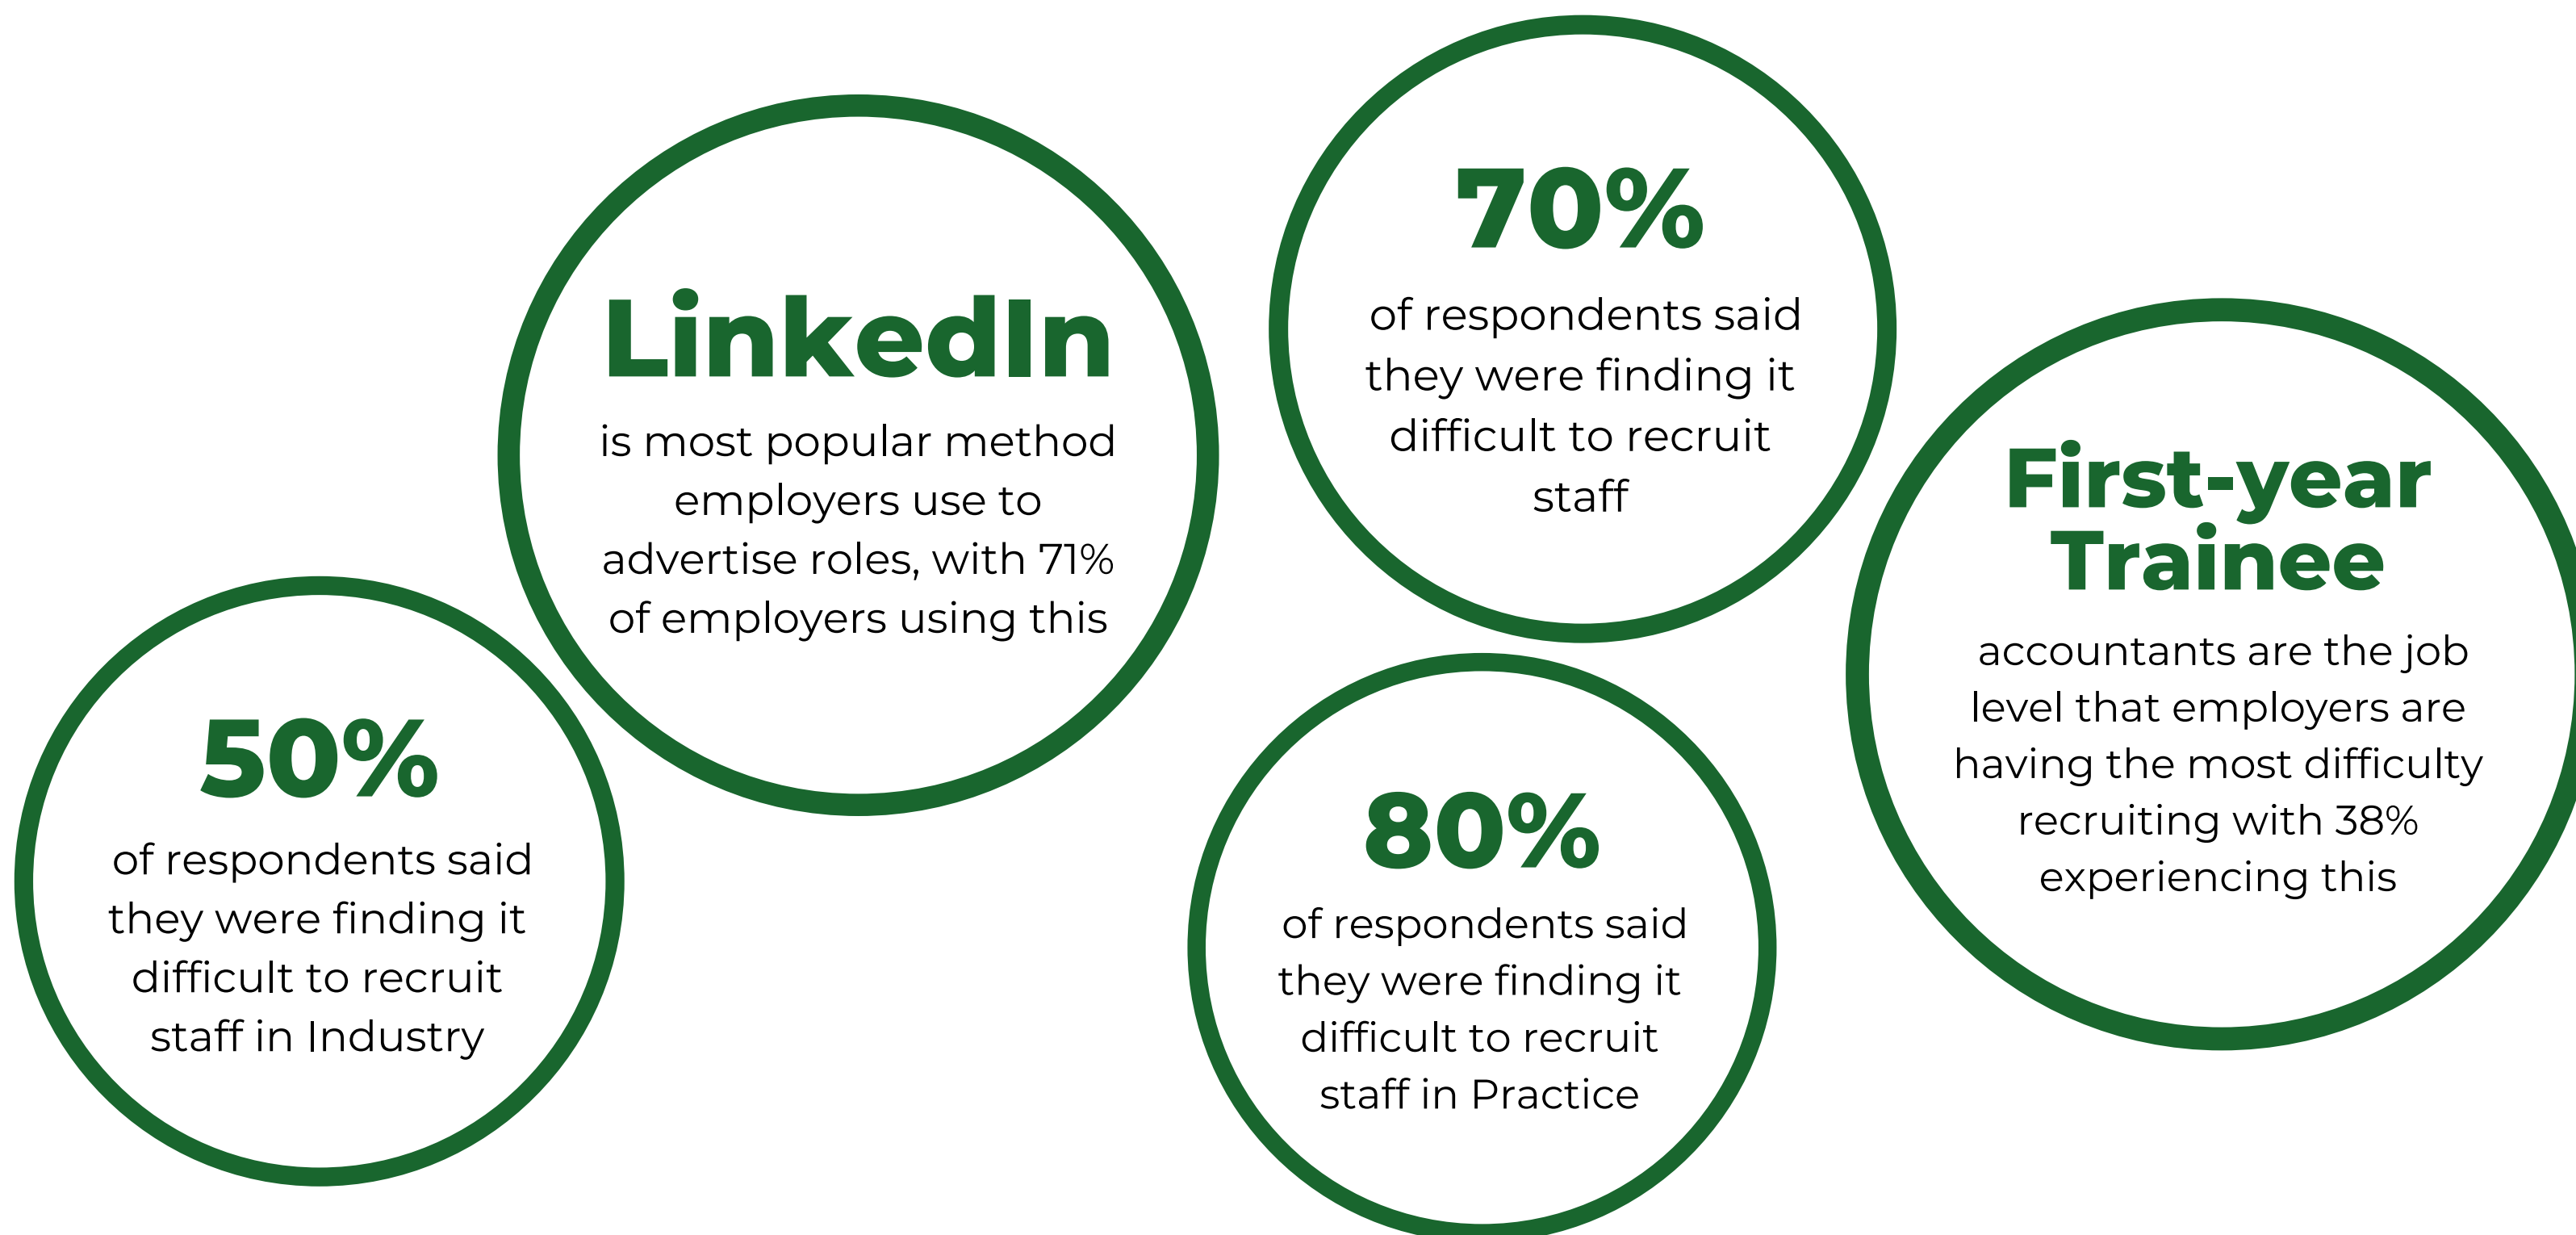 LinkedIn
is most popular method
employers use to
advertise roles, with 71%
of employers using this
70%
of respondents said
they were finding it
difficult to recruit
staff
First-year
Trainee
accountants are the job
level that employers are
having the most difficulty
recruiting with 38%
experiencing this
50%
of respondents said
they were finding it
difficult to recruit
staff in Industry
80%
of respondents said
they were finding it
difficult to recruit
staff in Practice